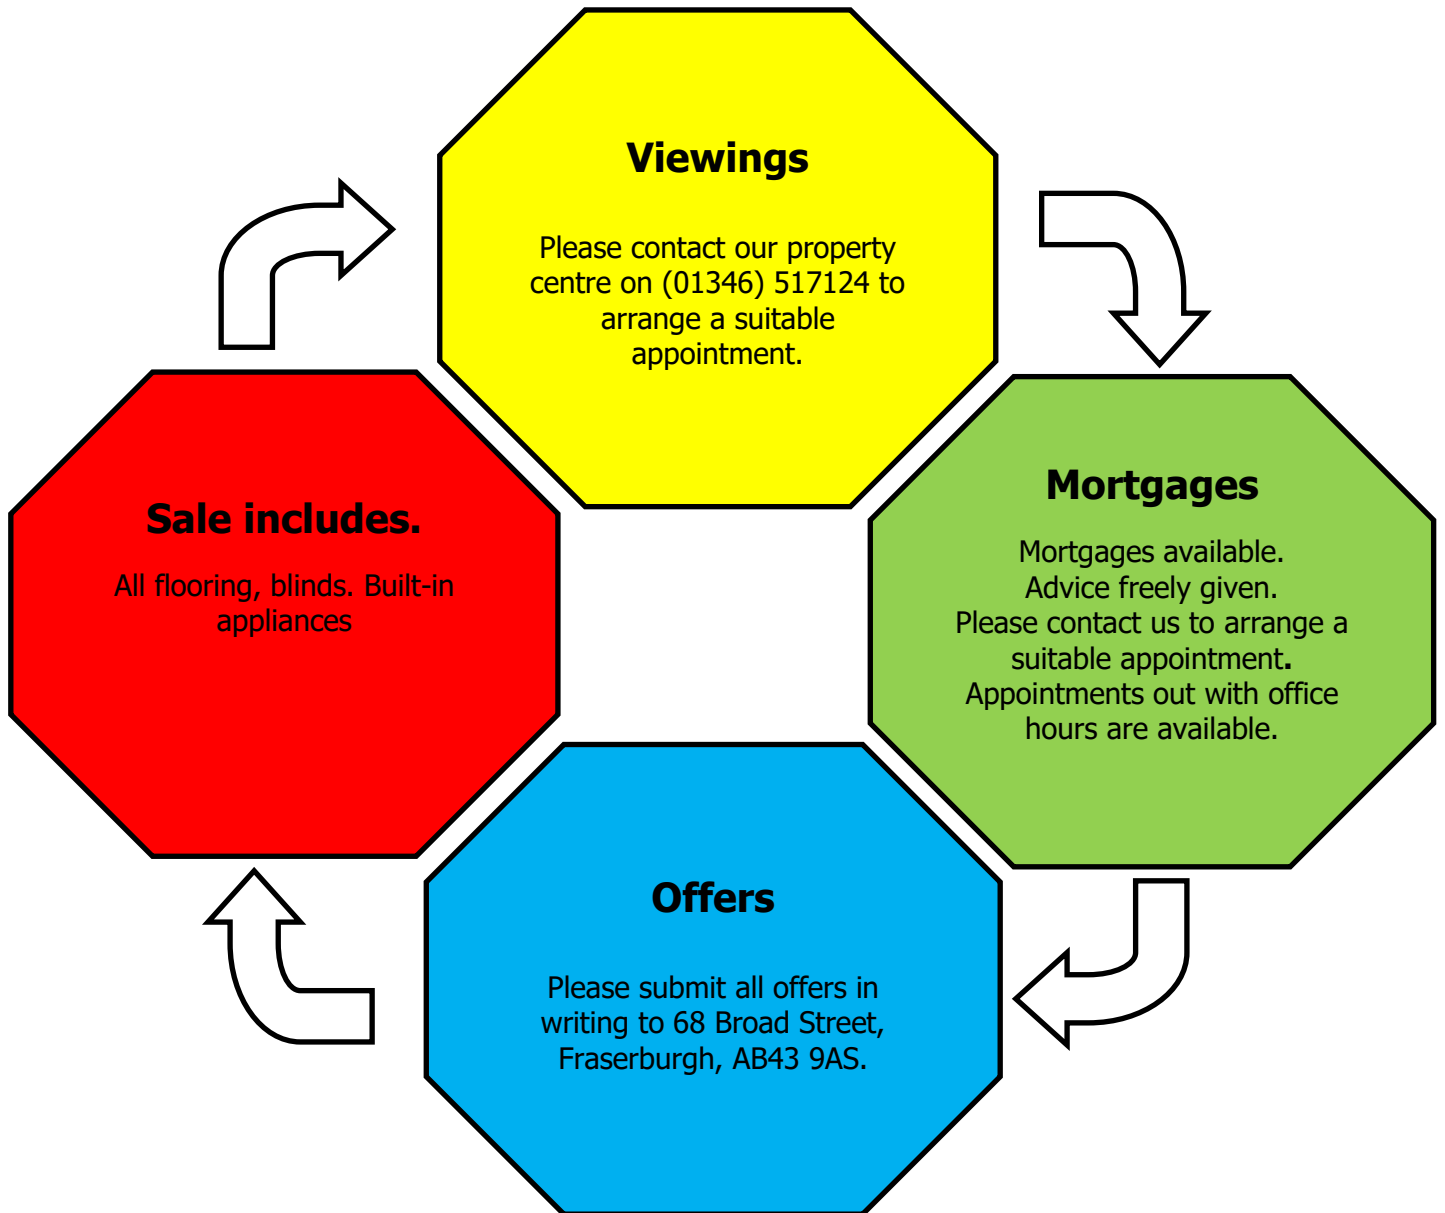 Viewings
Please contact our property
centre on (01346) 517124 to
arrange a suitable
appointment.
Sale includes.
All flooring, blinds. Built-in
appliances
Mortgages
Mortgages available.
Advice freely given.
Please contact us to arrange a
suitable appointment.
Appointments out with office
hours are available.
Offers
Please submit all offers in
writing to 68 Broad Street,
Fraserburgh, AB43 9AS.